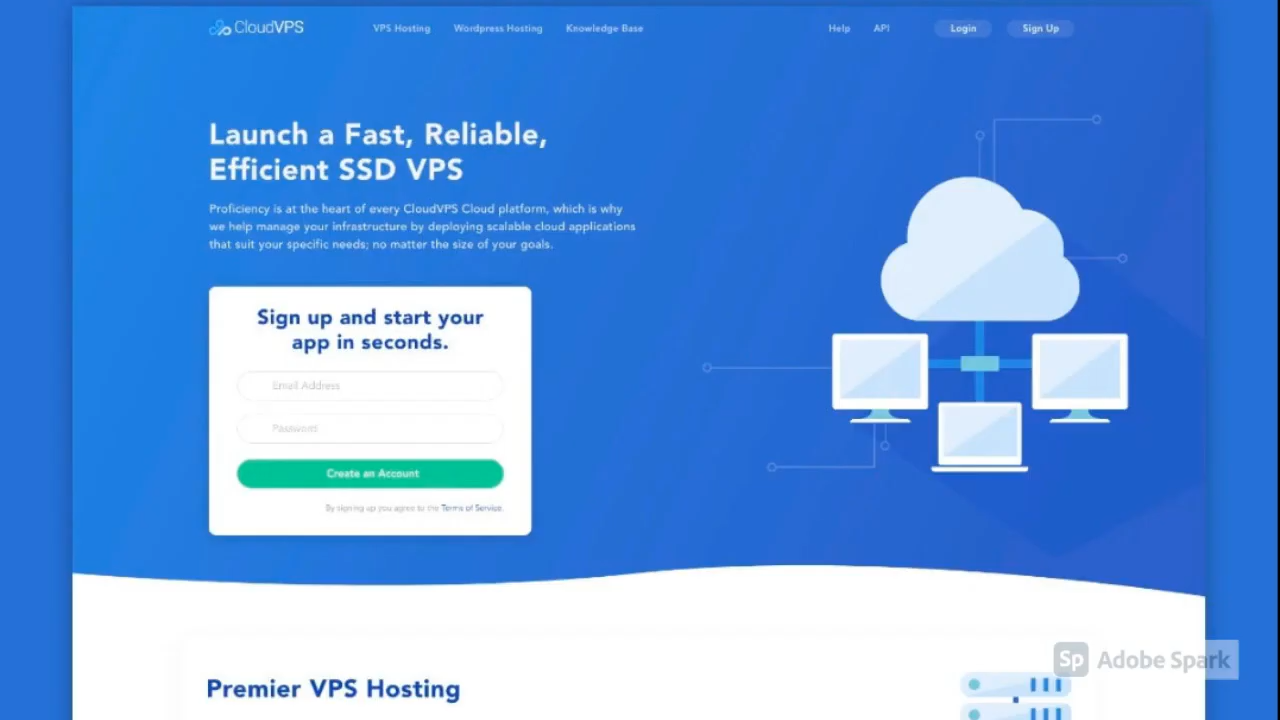 CloudVPS
VPS Hosting
Wordpress Hosting
Knowledge Base
Help
API
Login
Sign Up
Launch a Fast, Reliable,
Efficient SSD VPS
Proficiency is at the heart of every CloudVPS Cloud platform, which is why
we help manage your infrastructure by deploying scalable cloud applications
that suit your specific needs; no matter the size of your goals.
Sign up and start your
app in seconds.
Email Address
Password
Create an Account
By signing up you agree to the Terms of Service.
Premier VPS Hosting
Sp Adobe Spark